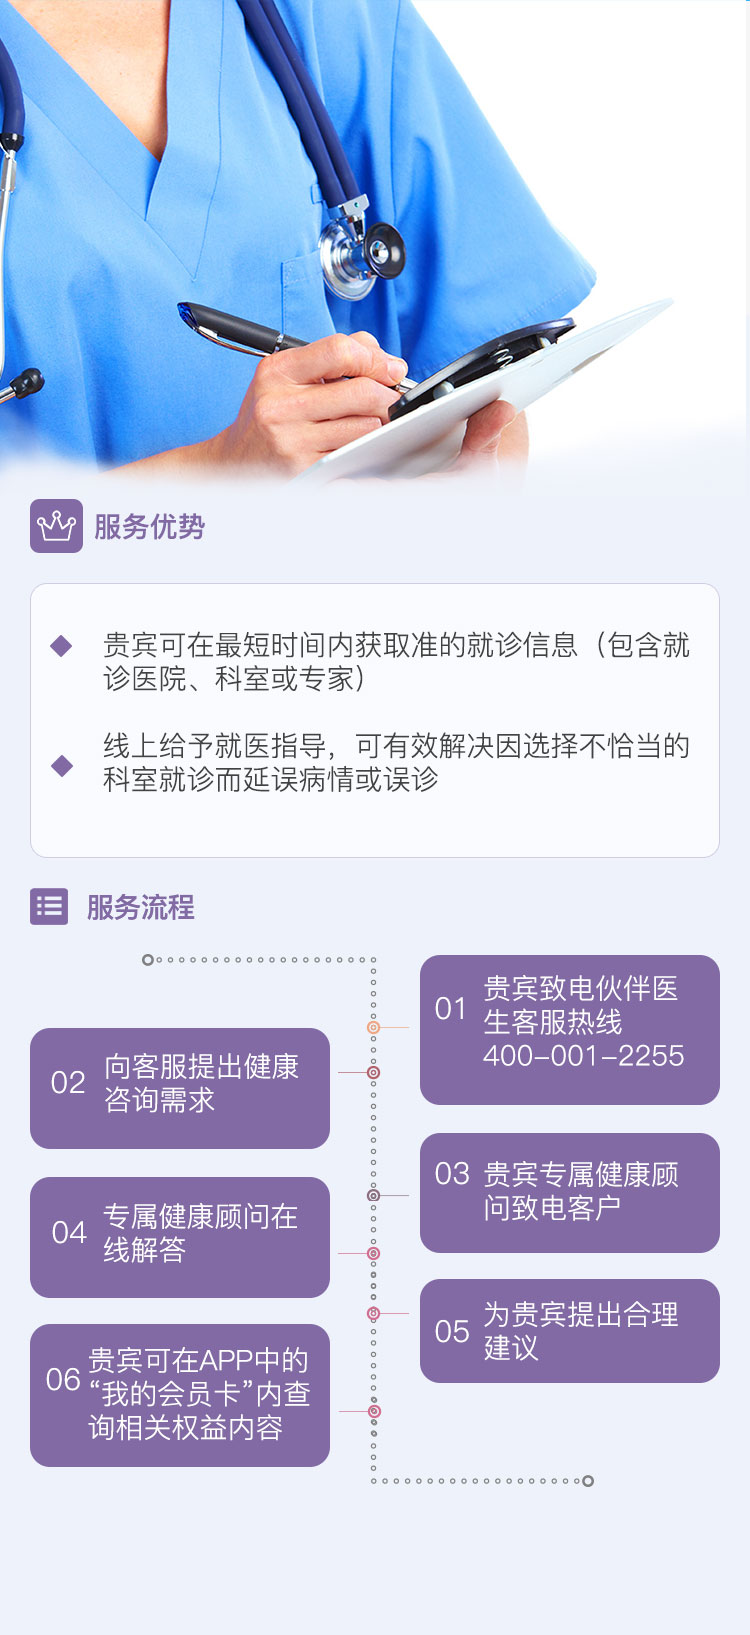 服务优势
贵宾可在最短时间内获取准的就诊信息（包含就
诊医院、科室或专家）
线上给予就医指导，可有效解决因选择不恰当的
科室就诊而延误病情或误诊
服务流程
01
贵宾致电伙伴医
生客服热线
400-001-2255
02
向客服提出健康
咨询需求
03
贵宾专属健康顾
问致电客户
04
专属健康顾问在
线解答
05
为贵宾提出合理
建议
06
贵宾可在APP中的
“我的会员卡”内查
询相关权益内容